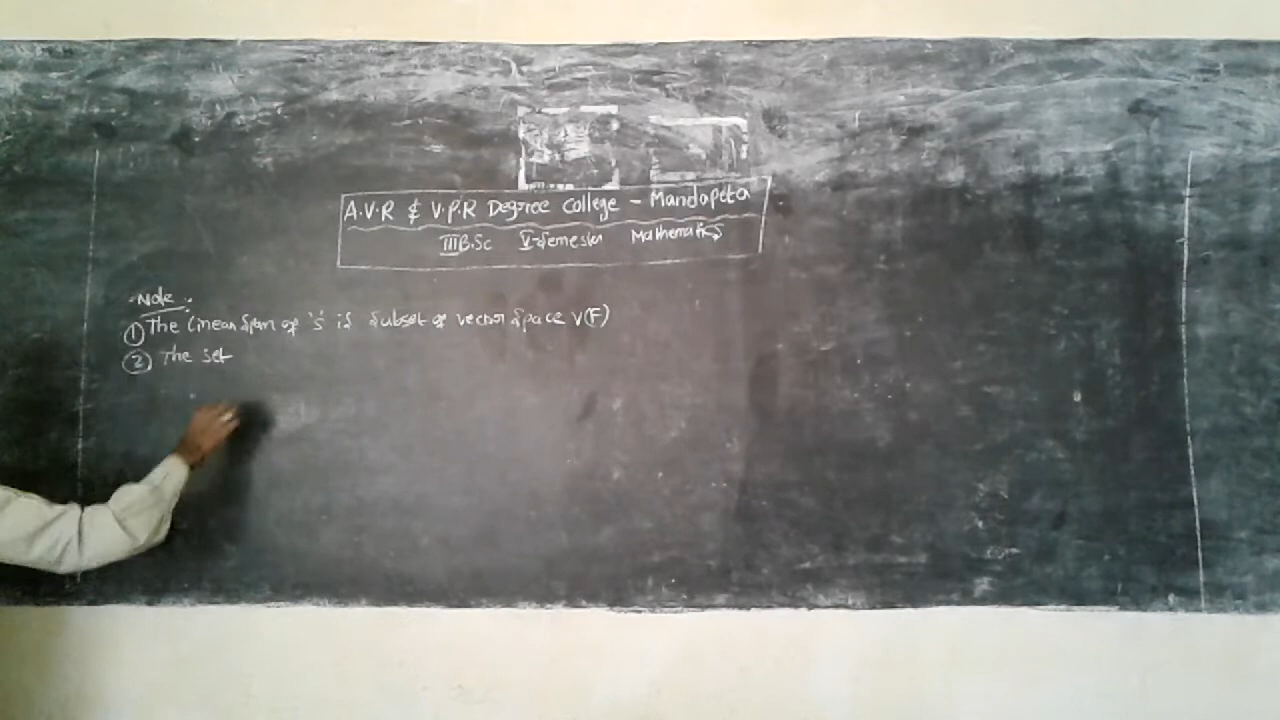 A.V.R & V.P.R Degree College - Mandapeta
III B.Sc V-Semester Mathematics
Note:
① The Linear Span of 'S' is Subset of vector Space V(F)
② The set